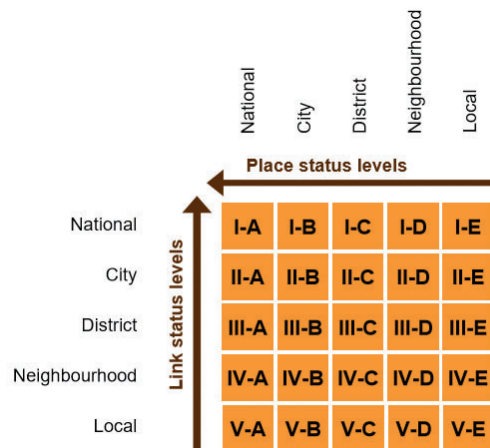 National
City
District
Neighbourhood
Local
Place status levels
Link status levels
National I-A I-B I-C I-D I-E
City II-A II-B II-C II-D II-E
District III-A III-B III-C III-D III-E
Neighbourhood IV-A IV-B IV-C IV-D IV-E
Local V-A V-B V-C V-D V-E